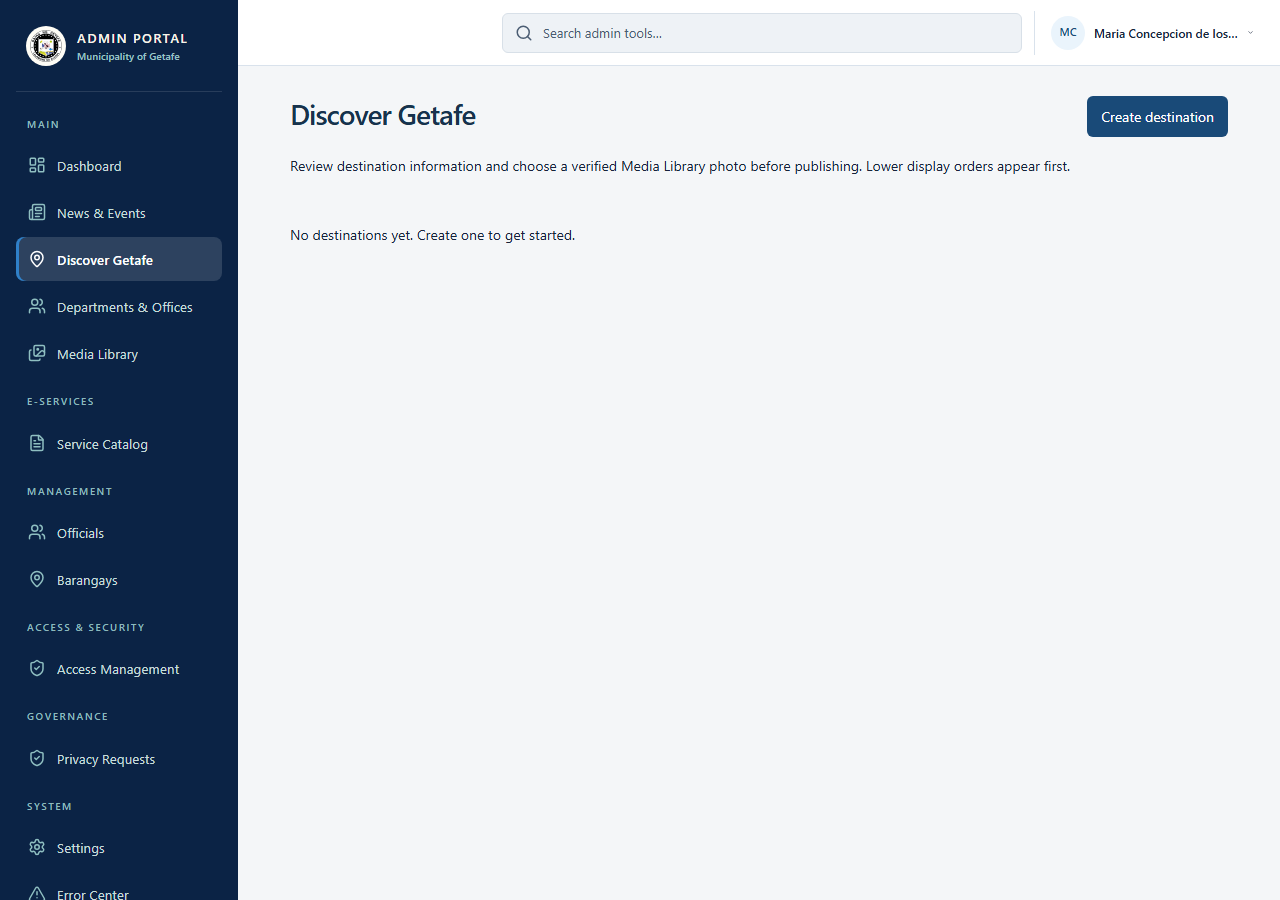 ADMIN PORTAL
Municipality of Getafe
Search admin tools...
MC
Maria Concepcion de los...
MAIN
Dashboard
News & Events
Discover Getafe
Departments & Offices
Media Library
E-SERVICES
Service Catalog
MANAGEMENT
Officials
Barangays
ACCESS & SECURITY
Access Management
GOVERNANCE
Privacy Requests
SYSTEM
Settings
Error Center
Discover Getafe
Create destination
Review destination information and choose a verified Media Library photo before publishing. Lower display orders appear first.
No destinations yet. Create one to get started.